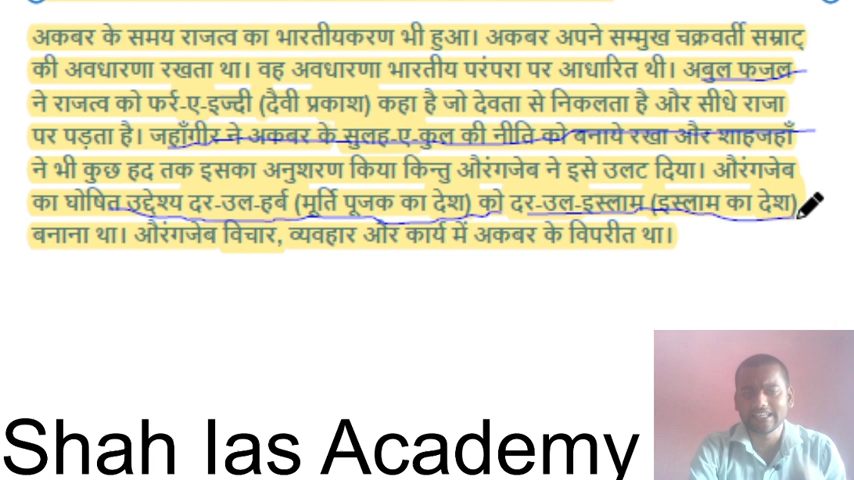 अकबर के समय राजत्व का भारतीयकरण भी हुआ। अकबर अपने सम्मुख चक्रवर्ती सम्राट्
की अवधारणा रखता था। वह अवधारणा भारतीय परंपरा पर आधारित थी। अबुल फजल
ने राजत्व को फर्र-ए-इज्दी (दैवी प्रकाश) कहा है जो देवता से निकलता है और सीधे राजा
पर पड़ता है। जहाँगीर ने अकबर के सुलह-ए-कुल की नीति को बनाये रखा और शाहजहाँ
ने भी कुछ हद तक इसका अनुशरण किया किन्तु औरंगजेब ने इसे उलट दिया। औरंगजेब
का घोषित उद्देश्य दर-उल-हर्ब (मूर्ति पूजक का देश) को दर-उल-इस्लाम (इस्लाम का देश)
बनाना था। औरंगजेब विचार, व्यवहार और कार्य में अकबर के विपरीत था।
Shah Ias Academy